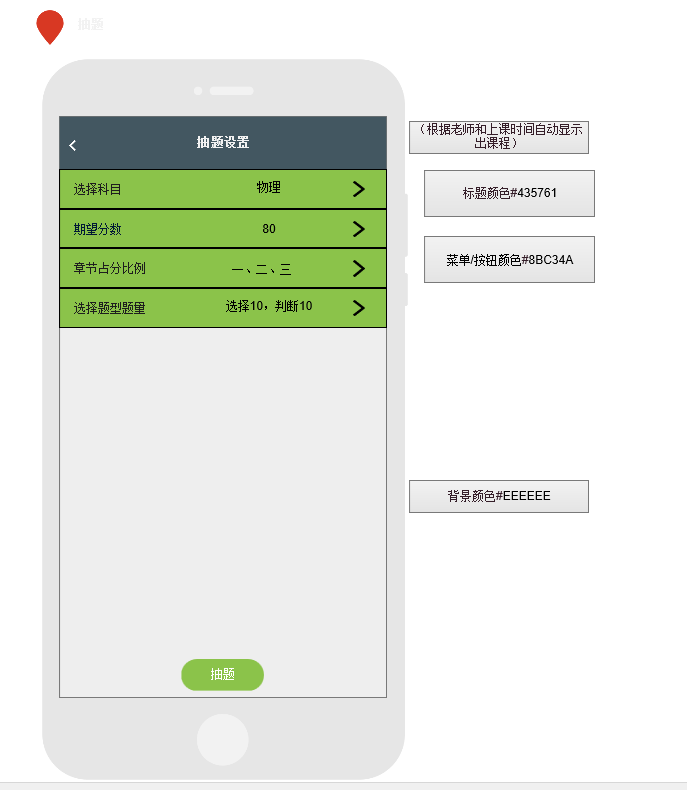 抽题
抽题设置
（根据老师和上课时间自动显示
出课程）
选择科目 物理
标题颜色#435761
期望分数 80
菜单/按钮颜色#8BC34A
章节占分比例 一、二、三
选择题型题量 选择10，判断10
背景颜色#EEEEEE
抽题